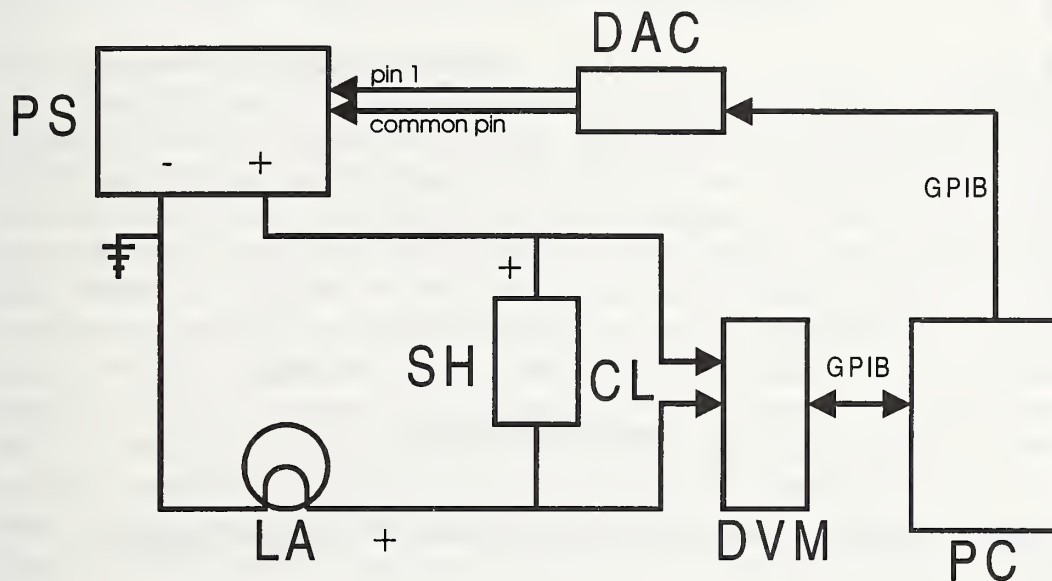 DAC
pin 1
PS
common pin
- +
GPIB
+
SH
CL
GPIB
LA
+
DVM
PC